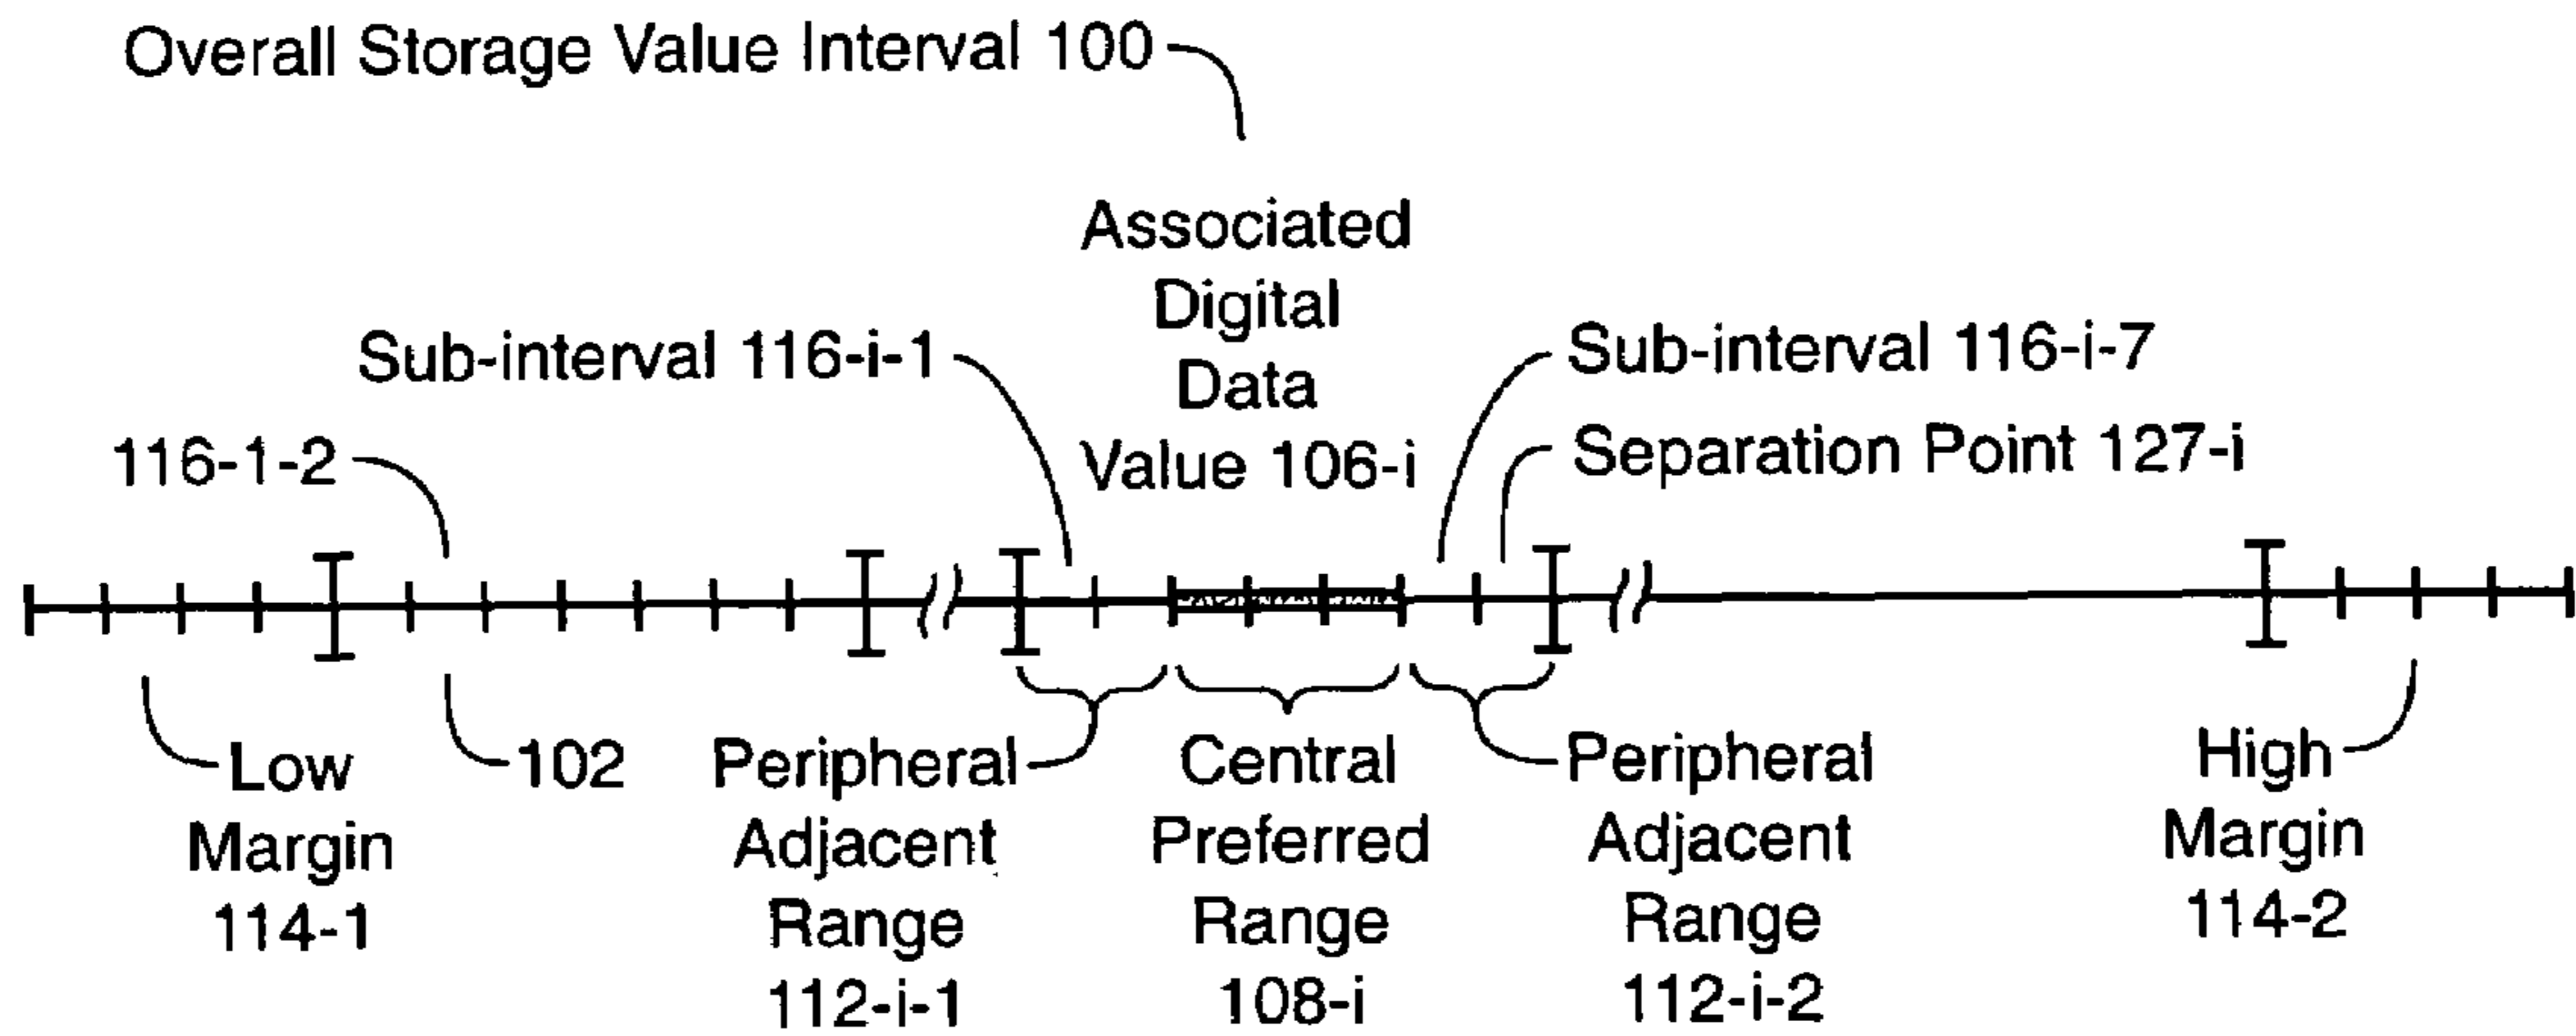 Overall Storage Value Interval 100
Associated
Digital
Data
Value 106-i
Sub-interval 116-i-1
Sub-interval 116-i-7
116-1-2
Separation Point 127-i
Low
Margin
114-1
102
Peripheral
Adjacent
Range
112-i-1
Central
Preferred
Range
108-i
Peripheral
Adjacent
Range
112-i-2
High
Margin
114-2